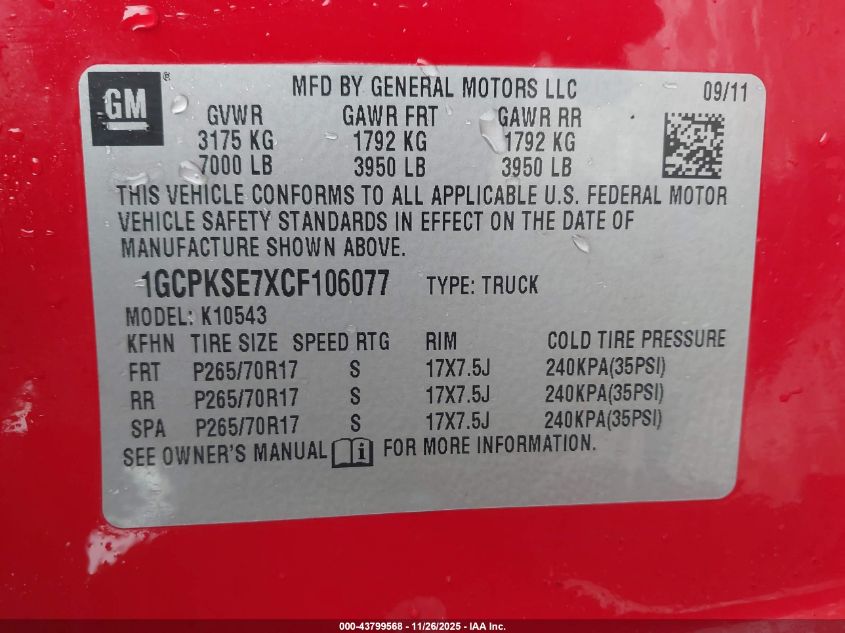 GM®
MFD BY GENERAL MOTORS LLC 09/11
GVWR GAWR FRT GAWR RR
3175 KG 1792 KG 1792 KG
7000 LB 3950 LB 3950 LB
THIS VEHICLE CONFORMS TO ALL APPLICABLE U.S. FEDERAL MOTOR
VEHICLE SAFETY STANDARDS IN EFFECT ON THE DATE OF
MANUFACTURE SHOWN ABOVE.
1GCPKSE7XCF106077 TYPE: TRUCK
MODEL: K10543
KFHN TIRE SIZE SPEED RTG RIM COLD TIRE PRESSURE
FRT P265/70R17 S 17X7.5J 240KPA(35PSI)
RR P265/70R17 S 17X7.5J 240KPA(35PSI)
SPA P265/70R17 S 17X7.5J 240KPA(35PSI)
SEE OWNER'S MANUAL FOR MORE INFORMATION.
000-43799568 - 11/26/2025 - IAA Inc.